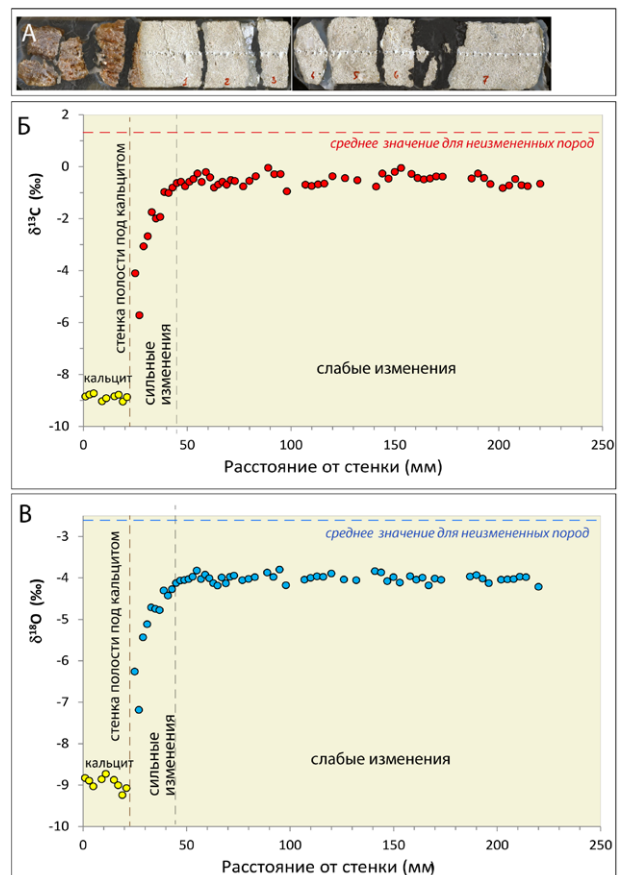 А
1
2
3
4
5
6
7
Б
2
0
-2
-4
-6
-8
-10
δ¹³C (‰)
среднее значение для неизмененных пород
стенка полости под кальцитом
кальцит
сильные
изменения
слабые изменения
0
50
100
150
200
250
Расстояние от стенки (мм)
В
-3
-4
-5
-6
-7
-8
-9
-10
δ¹⁸O (‰)
среднее значение для неизмененных пород
стенка полости под кальцитом
кальцит
сильные
изменения
слабые изменения
0
50
100
150
200
250
Расстояние от стенки (мм)